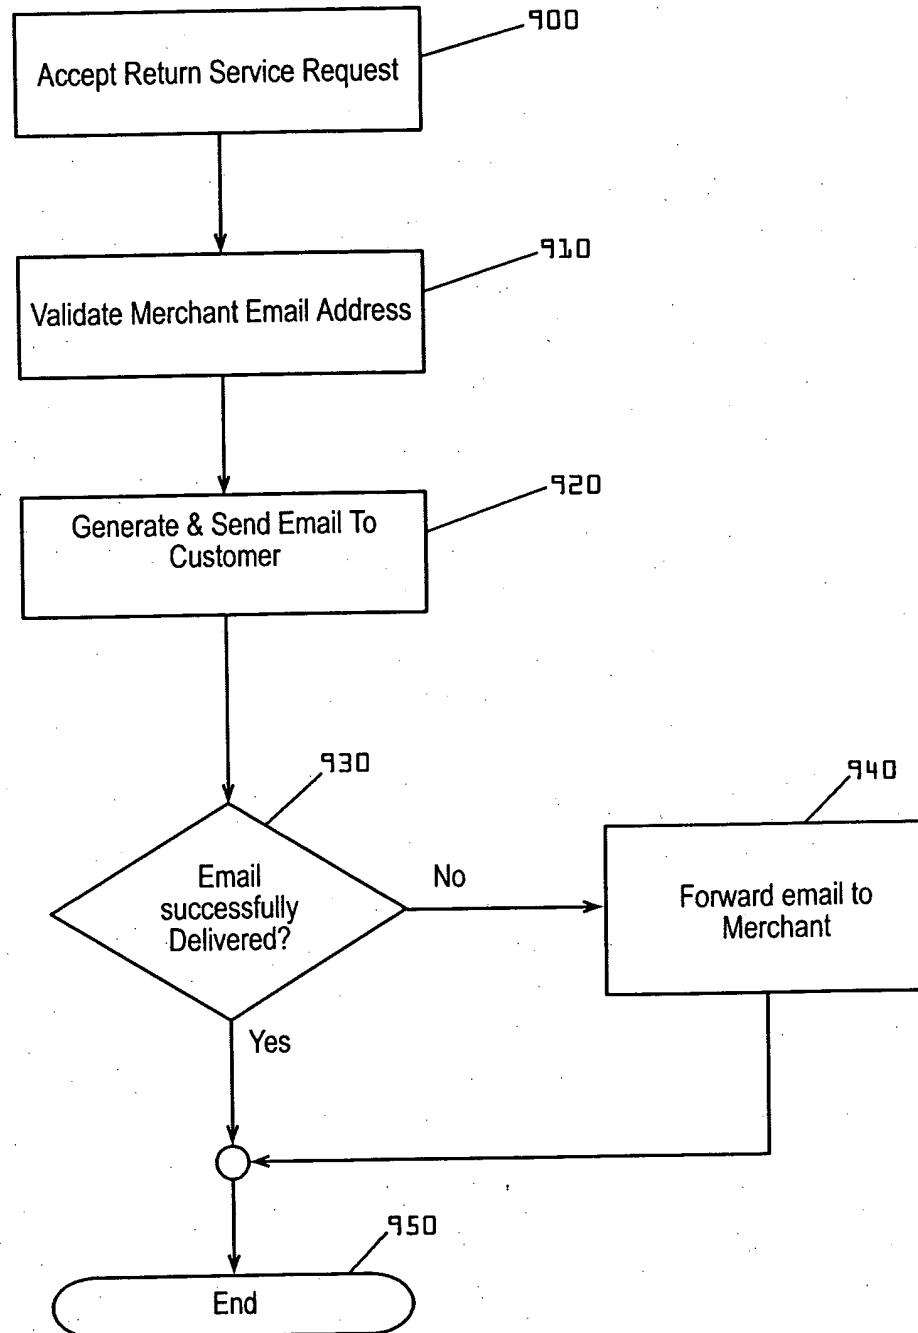 900
Accept Return Service Request
910
Validate Merchant Email Address
920
Generate & Send Email To
Customer
930
940
Email
successfully
Delivered?
No
Forward email to
Merchant
Yes
950
End